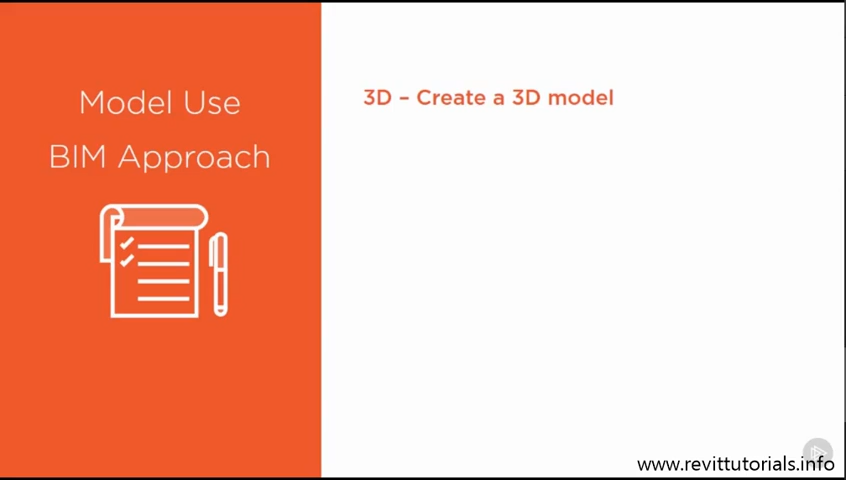 Model Use
BIM Approach
3D – Create a 3D model
www.revittutorials.info